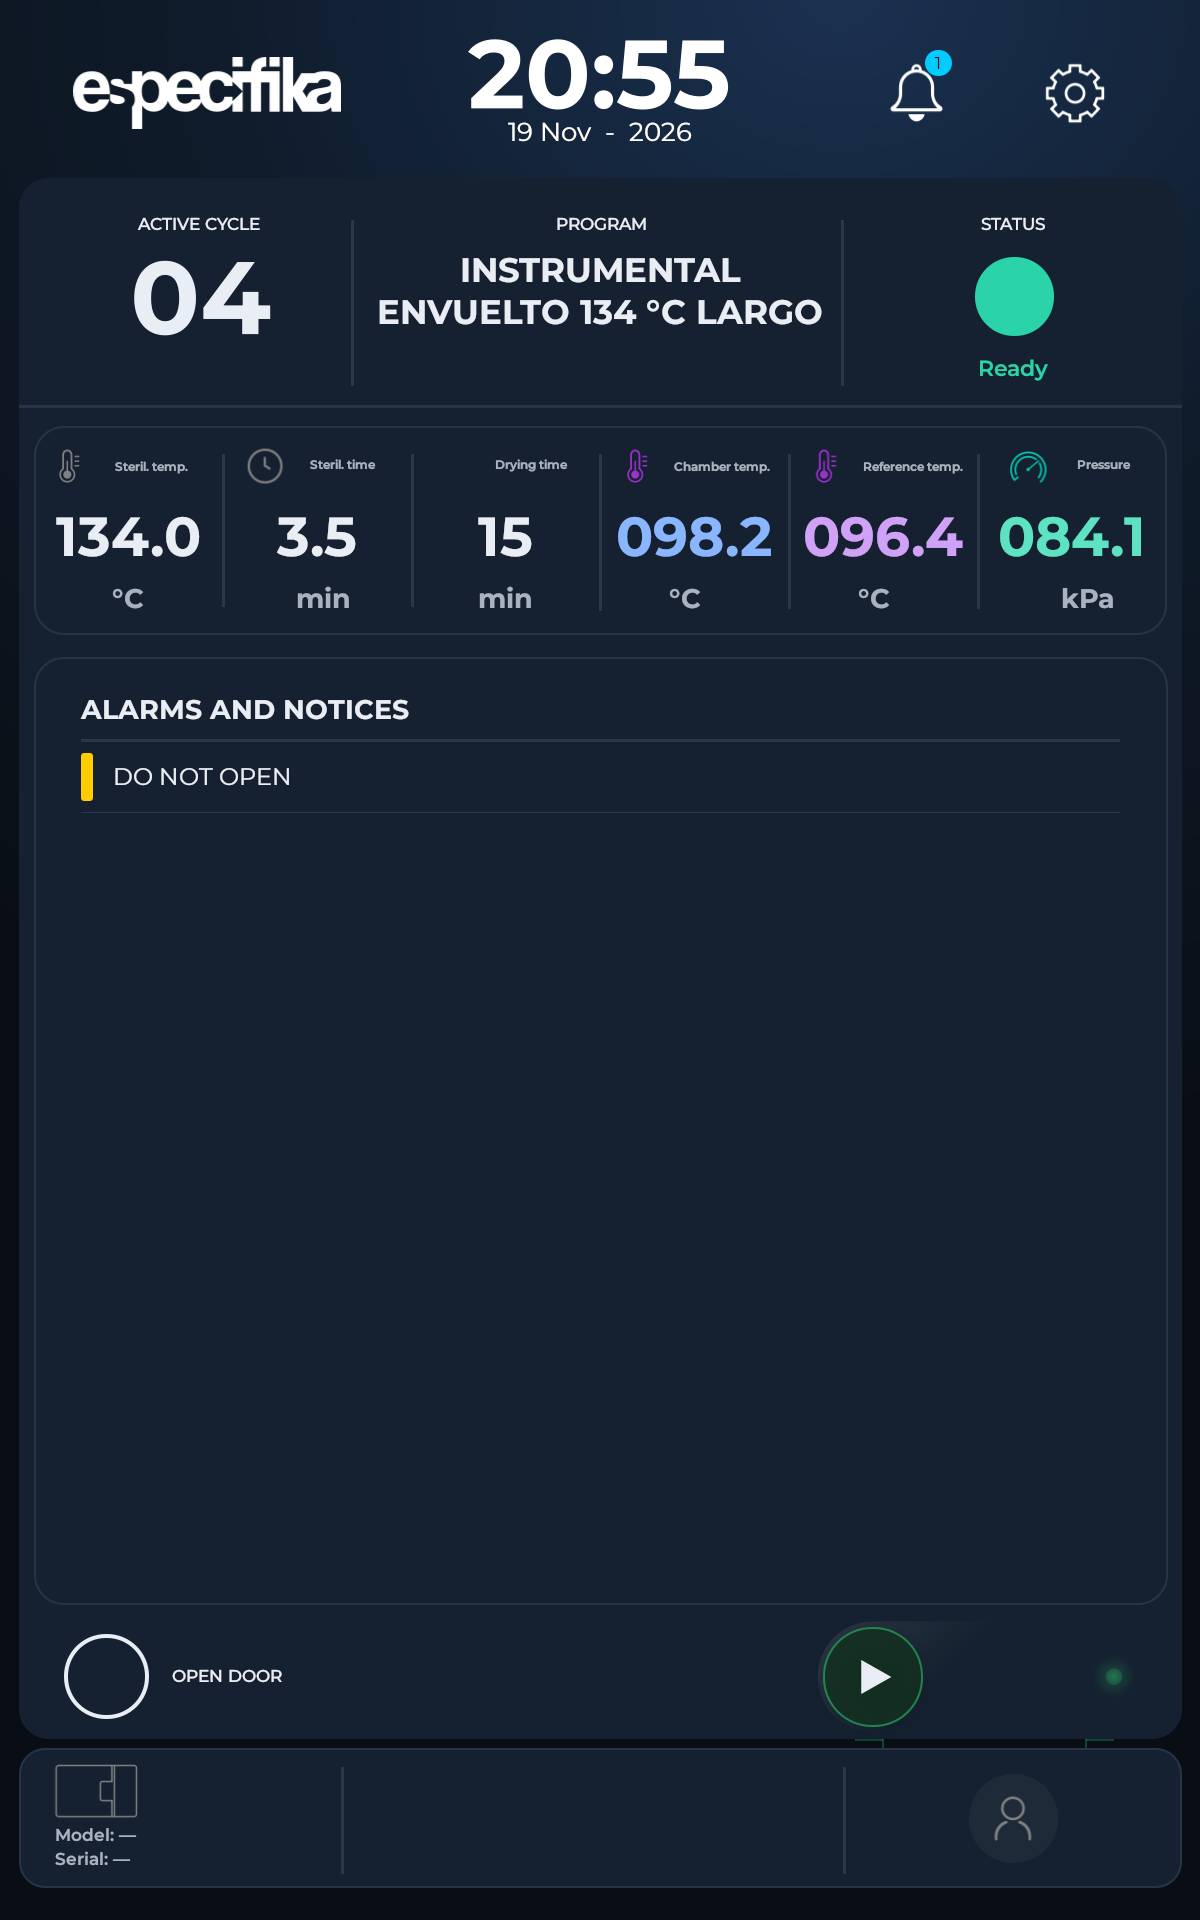 especifika
20:55
1
19 Nov - 2026
ACTIVE CYCLE
04
PROGRAM
INSTRUMENTAL
ENVUELTO 134 °C LARGO
STATUS
Ready
Steril. temp.
134.0
°C
Steril. time
3.5
min
Drying time
15
min
Chamber temp.
098.2
°C
Reference temp.
096.4
°C
Pressure
084.1
kPa
ALARMS AND NOTICES
DO NOT OPEN
OPEN DOOR
Model: —
Serial: —